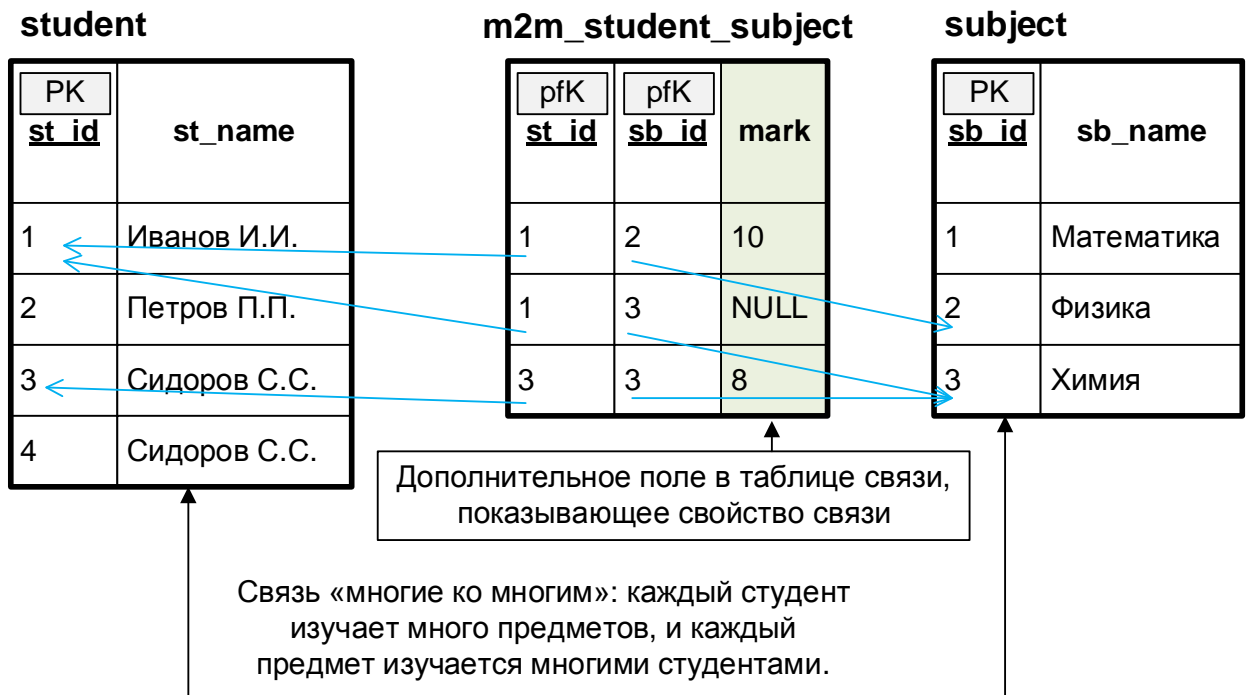 student m2m_student_subject subject
PK pfK pfK PK
st_id st_name st_id sb_id mark sb_id sb_name
1 Иванов И.И. 1 2 10 1 Математика
2 Петров П.П. 1 3 NULL 2 Физика
3 Сидоров С.С. 3 3 8 3 Химия
4 Сидоров С.С.
Дополнительное поле в таблице связи,
показывающее свойство связи
Связь «многие ко многим»: каждый студент
изучает много предметов, и каждый
предмет изучается многими студентами.